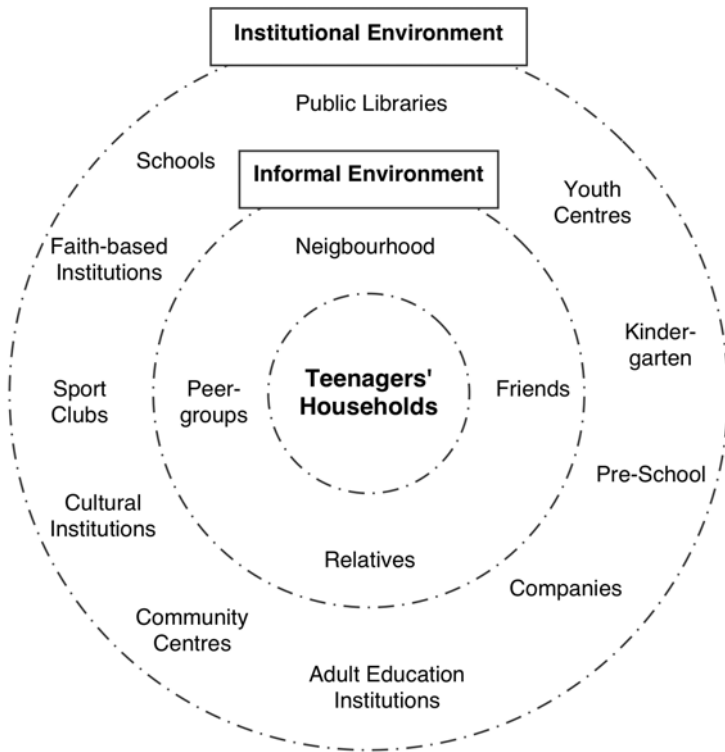 Institutional Environment
Public Libraries
Schools
Informal Environment
Youth
Centres
Faith-based
Institutions
Neigbourhood
Kinder-
garten
Sport
Clubs
Peer-
groups
Teenagers'
Households
Friends
Pre-School
Cultural
Institutions
Relatives
Companies
Community
Centres
Adult Education
Institutions